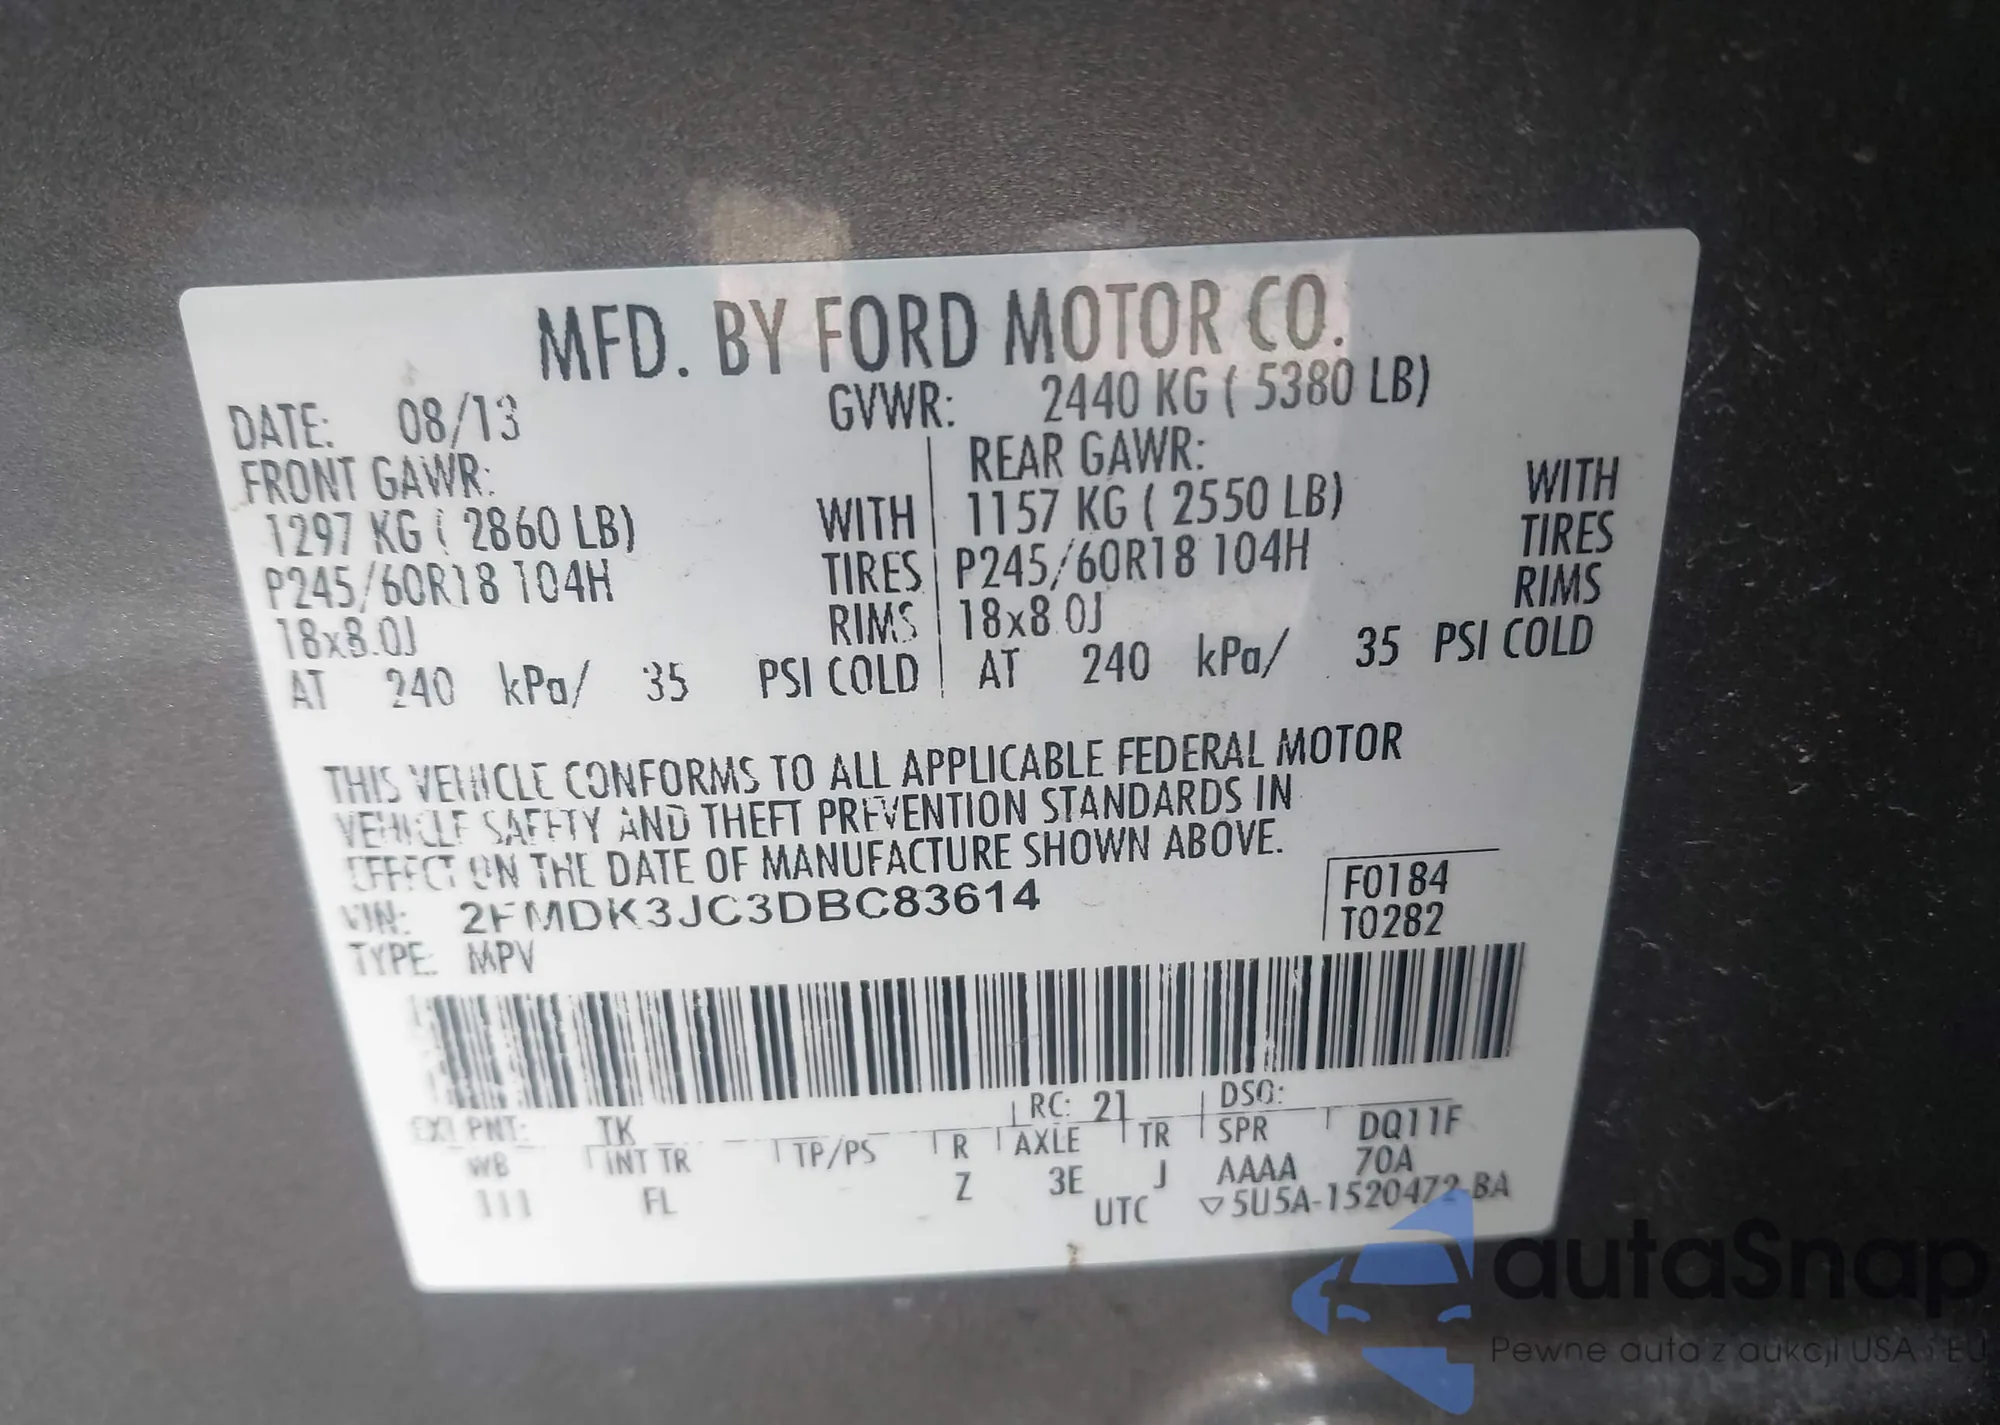 MFD. BY FORD MOTOR CO.
DATE: 08/13 GVWR: 2440 KG ( 5380 LB)
FRONT GAWR: REAR GAWR:
1297 KG ( 2860 LB) WITH 1157 KG ( 2550 LB) WITH
P245/60R18 104H TIRES P245/60R18 104H TIRES
18x8.0J RIMS 18x8.0J RIMS
AT 240 kPa/ 35 PSI COLD AT 240 kPa/ 35 PSI COLD
THIS VEHICLE CONFORMS TO ALL APPLICABLE FEDERAL MOTOR
VEHICLE SAFETY AND THEFT PREVENTION STANDARDS IN
EFFECT ON THE DATE OF MANUFACTURE SHOWN ABOVE.
VIN: 2FMDK3JC3DBC83614
F0184
T0282
TYPE: MPV
EXT PNT: TK RC: 21 DSO:
WB INT TR TP/PS R AXLE TR SPR DQ11F
111 FL Z 3E J AAAA 70A
UTC ▽5U5A-1520472-BA
autaSnap
Pewne auta z aukcji USA i EU